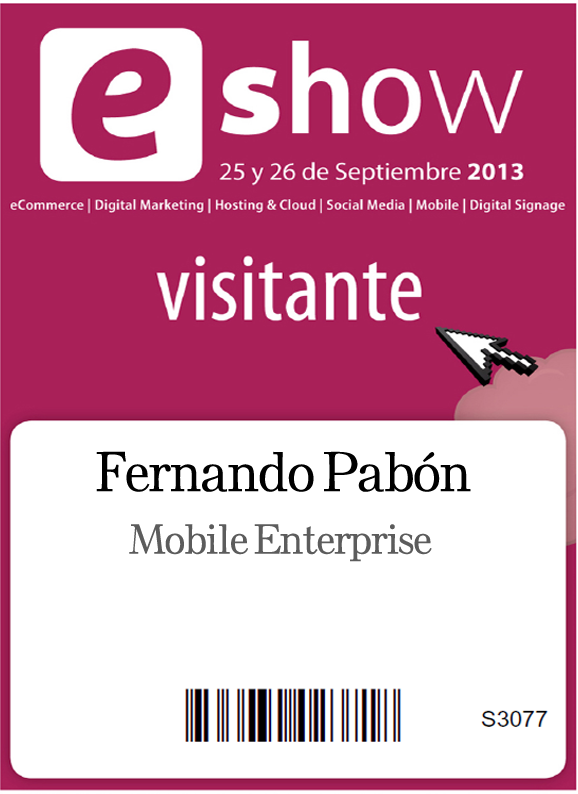 e show
25 y 26 de Septiembre 2013
eCommerce | Digital Marketing | Hosting & Cloud | Social Media | Mobile | Digital Signage
visitante
Fernando Pabón
Mobile Enterprise
S3077